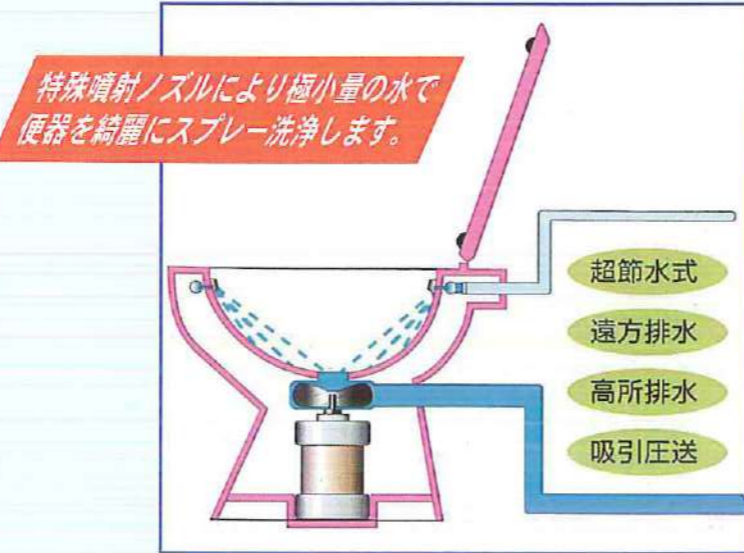 特殊噴射ノズルにより極小量の水で
便器を綺麗にスプレー洗浄します。
超節水式
遠方排水
高所排水
吸引圧送